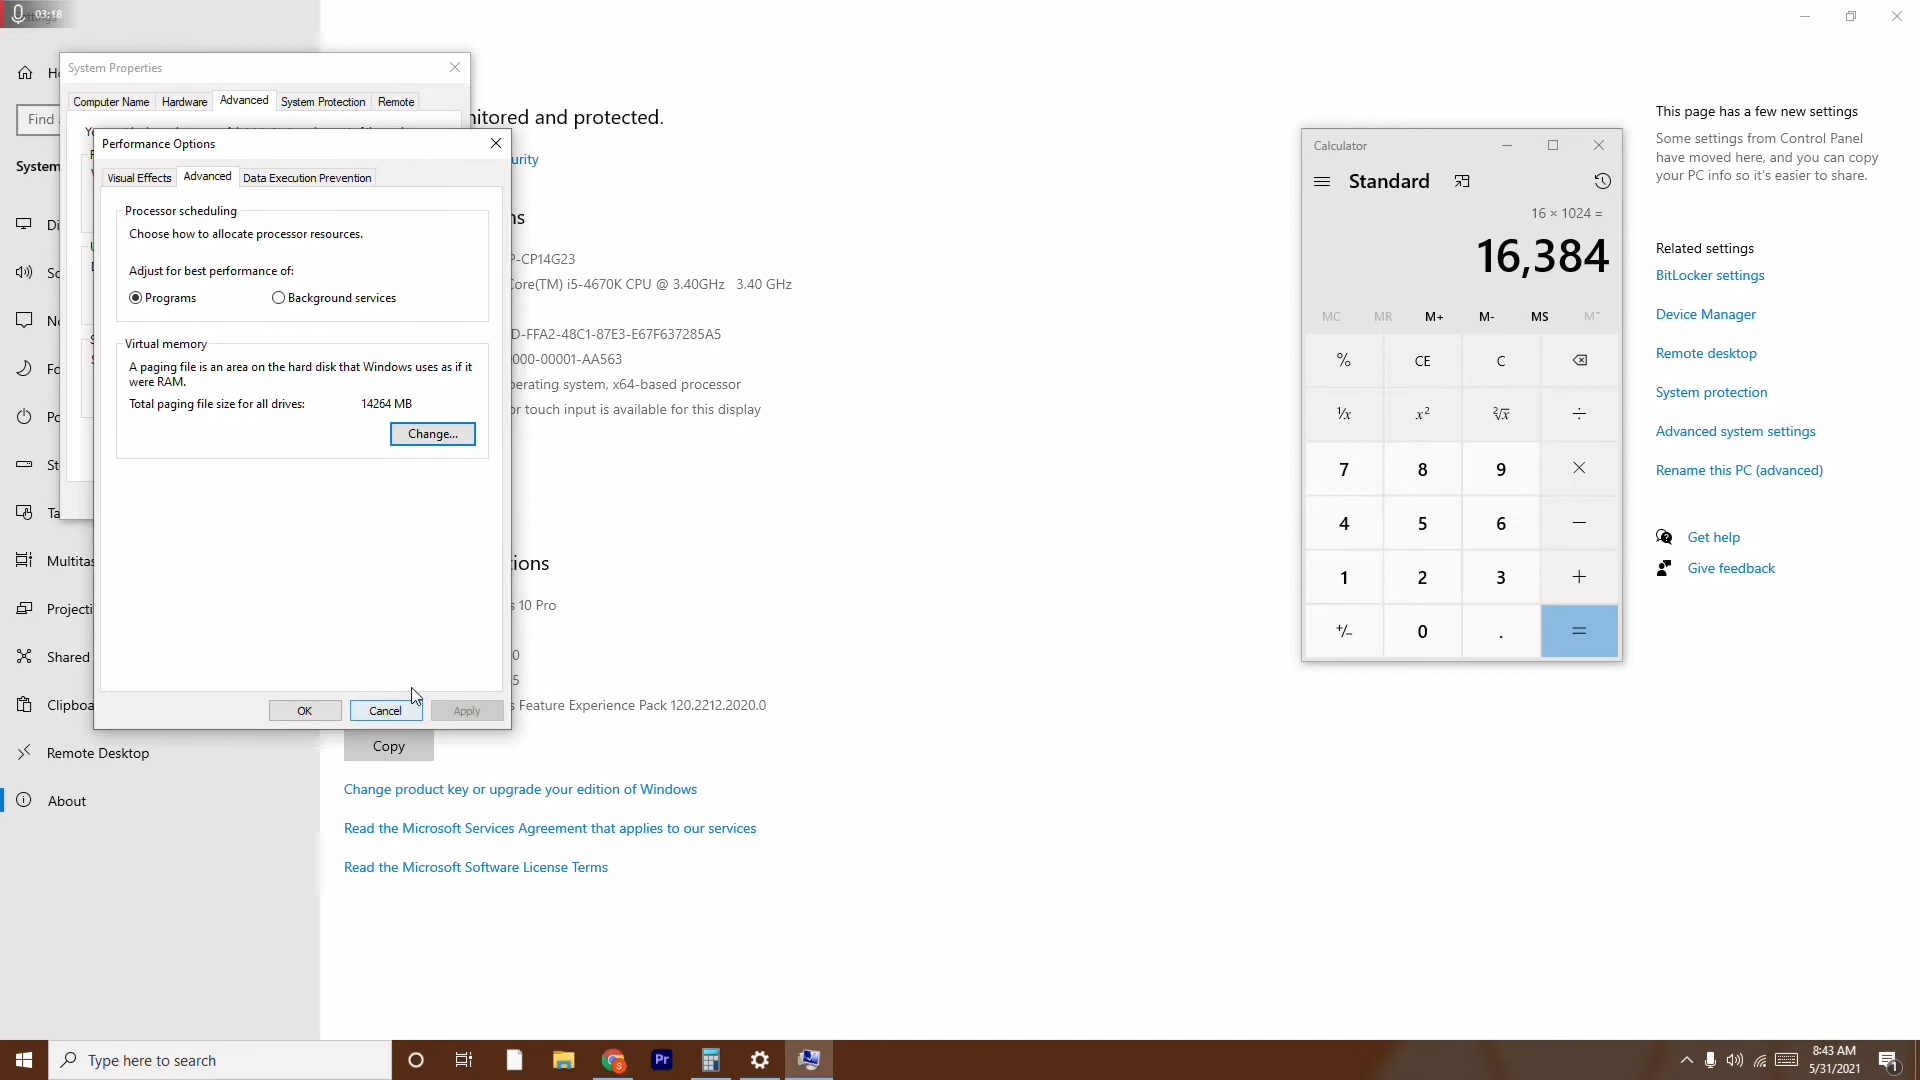 03:18
System Properties
Computer Name Hardware Advanced System Protection Remote
Find
System
Multitas
Projecti
Shared
Clipboa
Remote Desktop
About
Performance Options
Visual Effects Advanced Data Execution Prevention
Processor scheduling
Choose how to allocate processor resources.
Adjust for best performance of:
Programs Background services
Virtual memory
A paging file is an area on the hard disk that Windows uses as if it
were RAM.
Total paging file size for all drives: 14264 MB
Change...
OK Cancel Apply
nitored and protected.
urity
ns
P-CP14G23
Core(TM) i5-4670K CPU @ 3.40GHz 3.40 GHz
D-FFA2-48C1-87E3-E67F637285A5
0000-00001-AA563
perating system, x64-based processor
or touch input is available for this display
tions
s 10 Pro
0
5
s Feature Experience Pack 120.2212.2020.0
Copy
Change product key or upgrade your edition of Windows
Read the Microsoft Services Agreement that applies to our services
Read the Microsoft Software License Terms
Calculator
Standard
16 × 1024 =
16,384
MC MR M+ M- MS M˅
% CE C
¹/x x² ²√x ÷
7 8 9 ×
4 5 6 −
1 2 3 +
+/− 0 . =
This page has a few new settings
Some settings from Control Panel
have moved here, and you can copy
your PC info so it's easier to share.
Related settings
BitLocker settings
Device Manager
Remote desktop
System protection
Advanced system settings
Rename this PC (advanced)
Get help
Give feedback
Type here to search
Pr
8:43 AM
5/31/2021
1